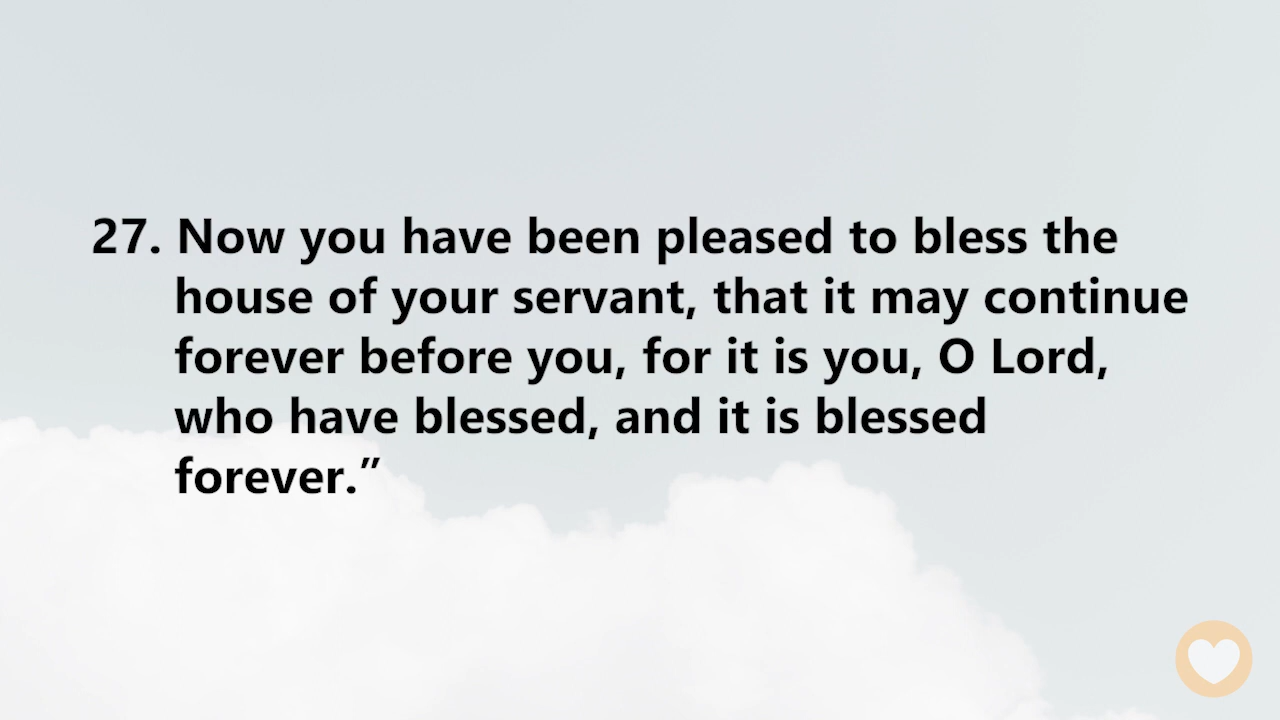 27. Now you have been pleased to bless the
house of your servant, that it may continue
forever before you, for it is you, O Lord,
who have blessed, and it is blessed
forever.”